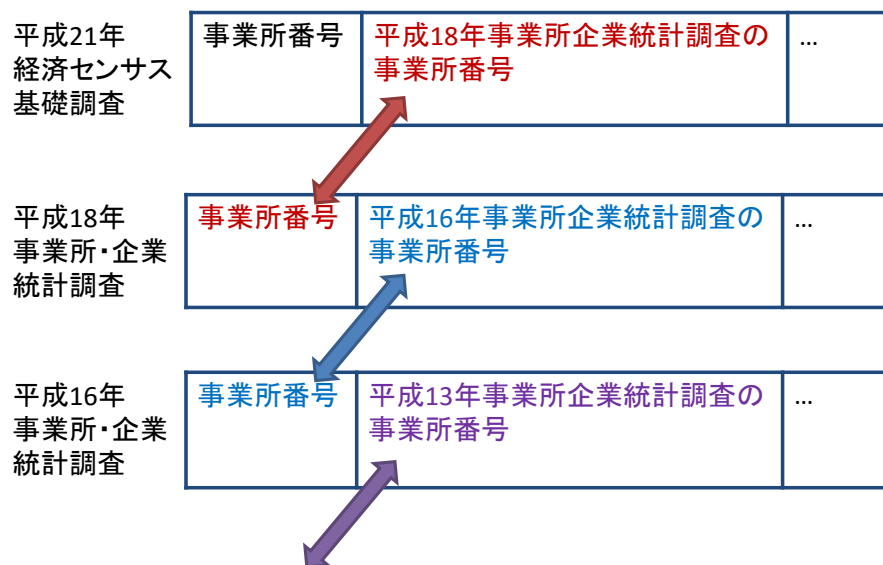 平成21年
経済センサス
基礎調査
事業所番号
平成18年事業所企業統計調査の
事業所番号
…
平成18年
事業所・企業
統計調査
事業所番号
平成16年事業所企業統計調査の
事業所番号
…
平成16年
事業所・企業
統計調査
事業所番号
平成13年事業所企業統計調査の
事業所番号
…